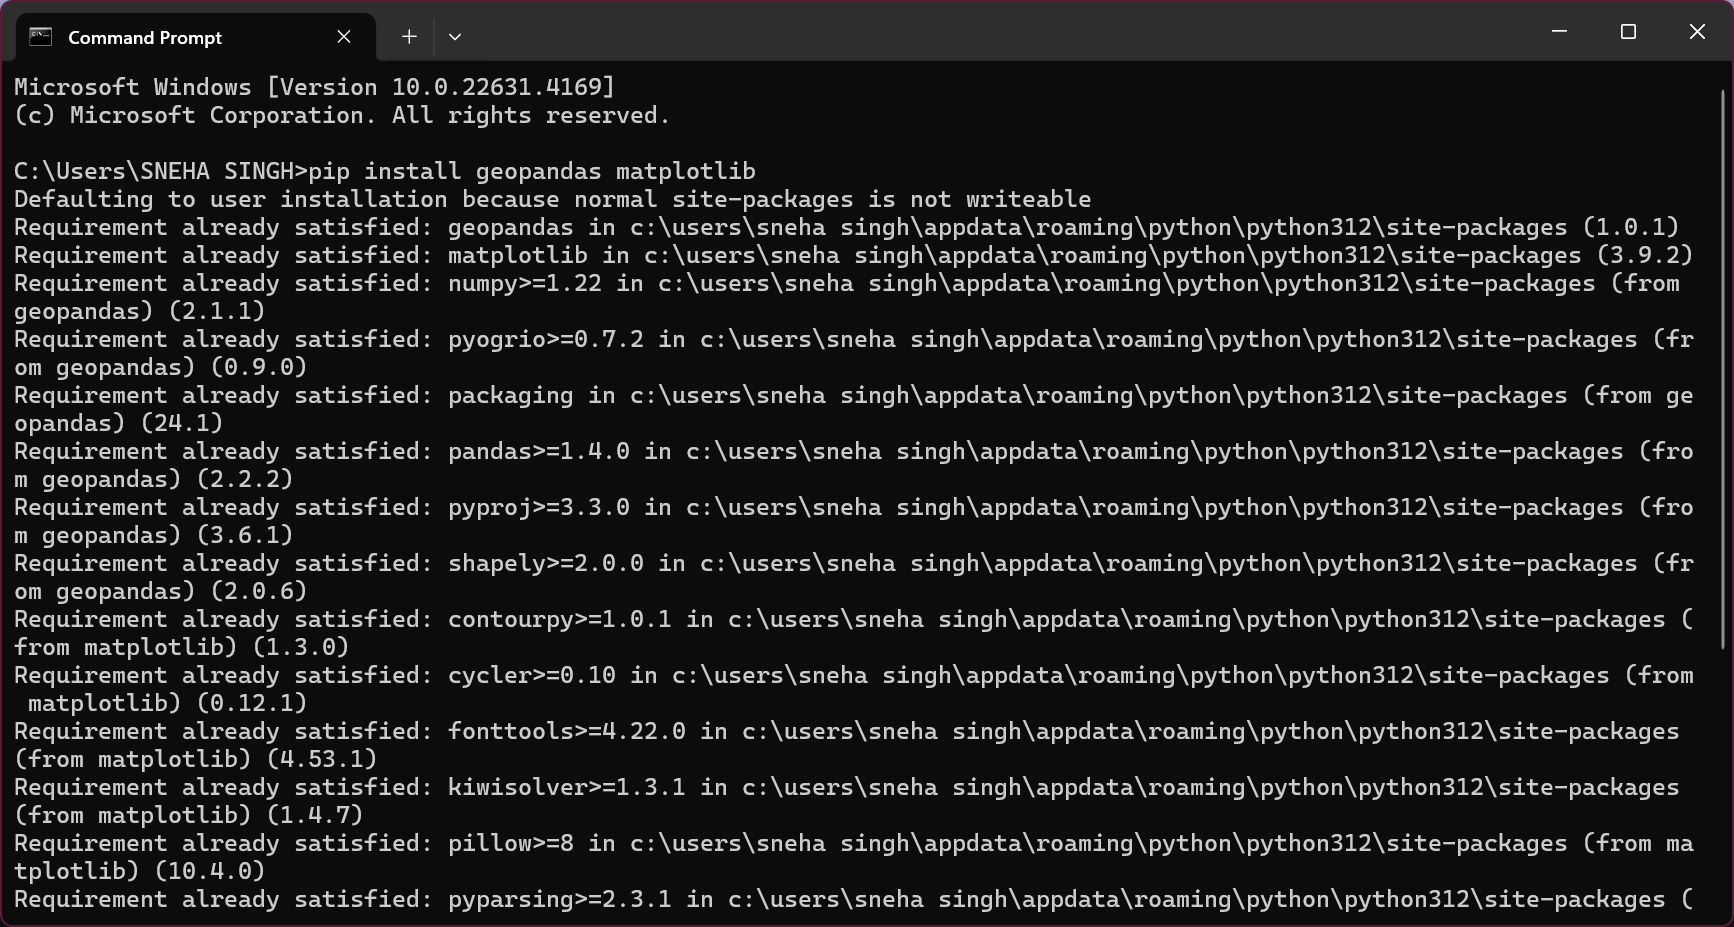 Command Prompt
Microsoft Windows [Version 10.0.22631.4169]
(c) Microsoft Corporation. All rights reserved.
C:\Users\SNEHA SINGH>pip install geopandas matplotlib
Defaulting to user installation because normal site-packages is not writeable
Requirement already satisfied: geopandas in c:\users\sneha singh\appdata\roaming\python\python312\site-packages (1.0.1)
Requirement already satisfied: matplotlib in c:\users\sneha singh\appdata\roaming\python\python312\site-packages (3.9.2)
Requirement already satisfied: numpy>=1.22 in c:\users\sneha singh\appdata\roaming\python\python312\site-packages (from
geopandas) (2.1.1)
Requirement already satisfied: pyogrio>=0.7.2 in c:\users\sneha singh\appdata\roaming\python\python312\site-packages (fr
om geopandas) (0.9.0)
Requirement already satisfied: packaging in c:\users\sneha singh\appdata\roaming\python\python312\site-packages (from ge
opandas) (24.1)
Requirement already satisfied: pandas>=1.4.0 in c:\users\sneha singh\appdata\roaming\python\python312\site-packages (fro
m geopandas) (2.2.2)
Requirement already satisfied: pyproj>=3.3.0 in c:\users\sneha singh\appdata\roaming\python\python312\site-packages (fro
m geopandas) (3.6.1)
Requirement already satisfied: shapely>=2.0.0 in c:\users\sneha singh\appdata\roaming\python\python312\site-packages (fr
om geopandas) (2.0.6)
Requirement already satisfied: contourpy>=1.0.1 in c:\users\sneha singh\appdata\roaming\python\python312\site-packages (
from matplotlib) (1.3.0)
Requirement already satisfied: cycler>=0.10 in c:\users\sneha singh\appdata\roaming\python\python312\site-packages (from
 matplotlib) (0.12.1)
Requirement already satisfied: fonttools>=4.22.0 in c:\users\sneha singh\appdata\roaming\python\python312\site-packages
(from matplotlib) (4.53.1)
Requirement already satisfied: kiwisolver>=1.3.1 in c:\users\sneha singh\appdata\roaming\python\python312\site-packages
(from matplotlib) (1.4.7)
Requirement already satisfied: pillow>=8 in c:\users\sneha singh\appdata\roaming\python\python312\site-packages (from ma
tplotlib) (10.4.0)
Requirement already satisfied: pyparsing>=2.3.1 in c:\users\sneha singh\appdata\roaming\python\python312\site-packages (